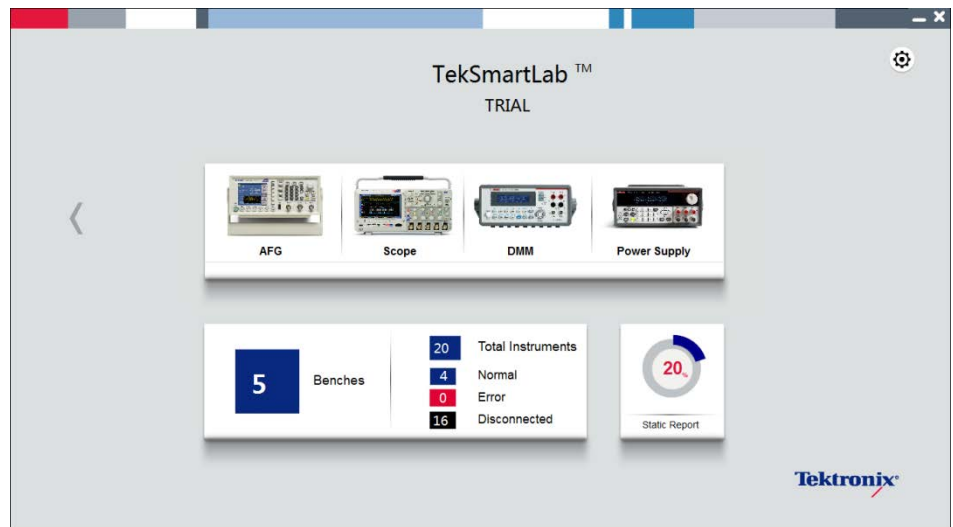 TekSmartLab ™
TRIAL
AFG
Scope
DMM
Power Supply
5
Benches
20 Total Instruments
4 Normal
0 Error
16 Disconnected
20%
Static Report
Tektronix